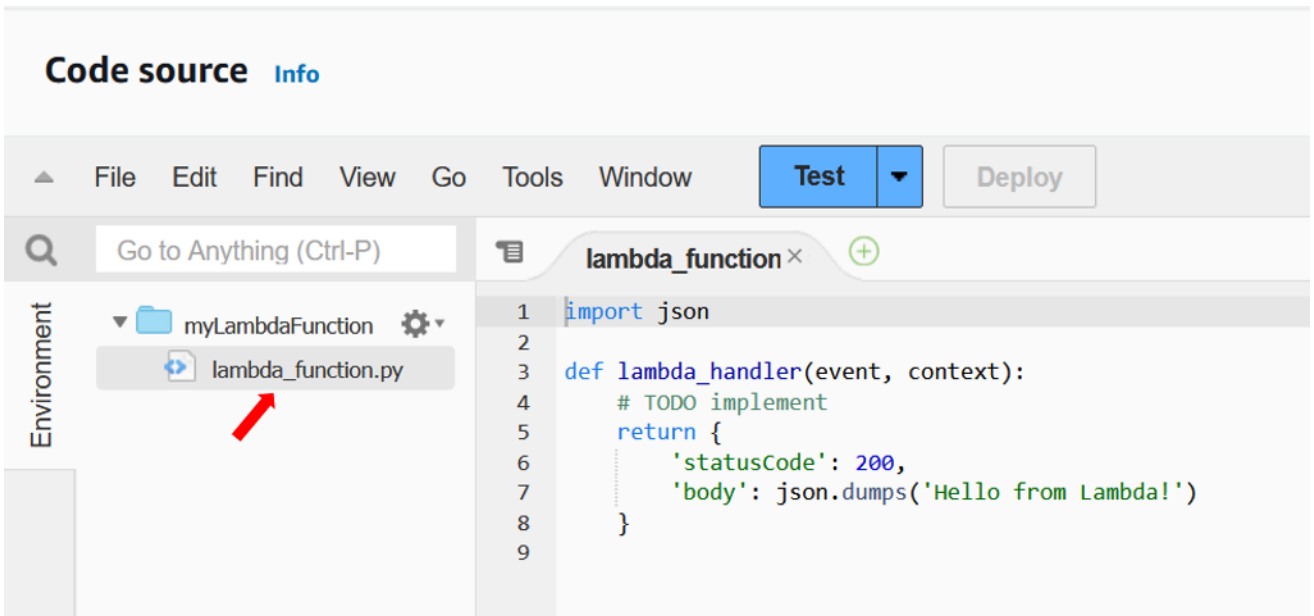 Code source Info
File Edit Find View Go Tools Window Test Deploy
Go to Anything (Ctrl-P)
lambda_function
Environment
myLambdaFunction
lambda_function.py
1 import json
2
3 def lambda_handler(event, context):
4     # TODO implement
5     return {
6         'statusCode': 200,
7         'body': json.dumps('Hello from Lambda!')
8     }
9